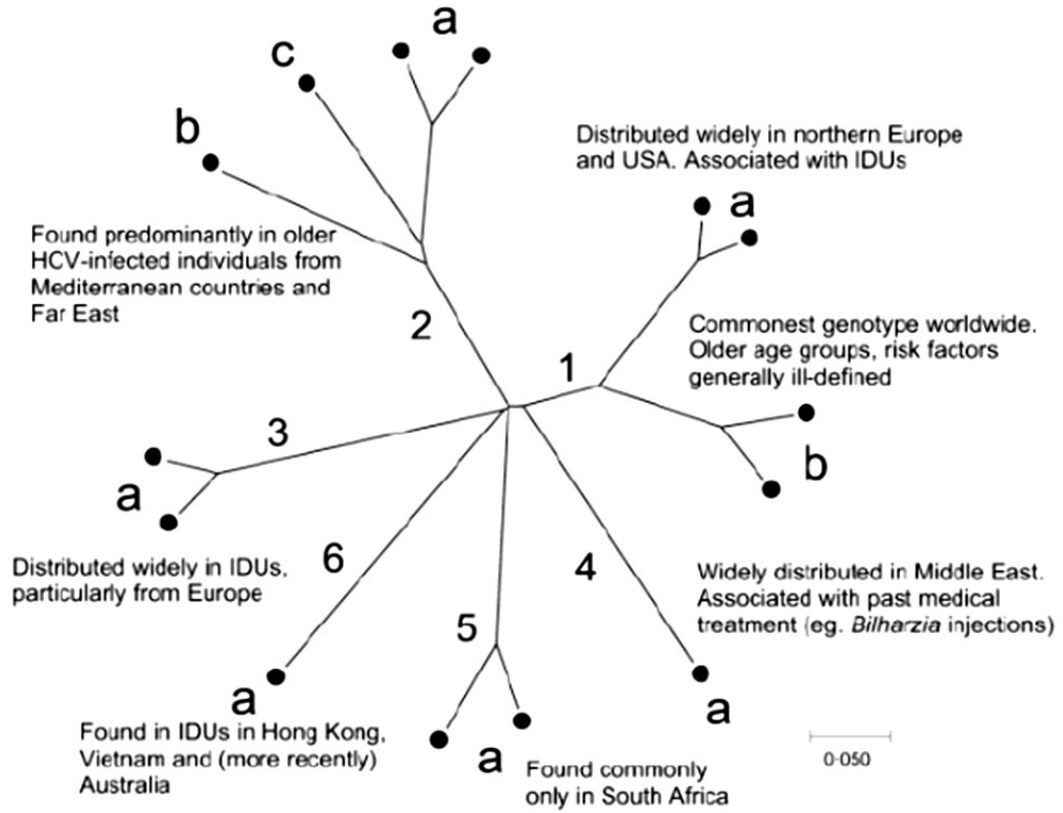 a
c
b
Distributed widely in northern Europe
and USA. Associated with IDUs
a
Found predominantly in older
HCV-infected individuals from
Mediterranean countries and
Far East
2
1
Commonest genotype worldwide.
Older age groups, risk factors
generally ill-defined
3
b
a
Distributed widely in IDUs,
particularly from Europe
6
4
Widely distributed in Middle East.
Associated with past medical
treatment (eg. Bilharzia injections)
5
a
a
Found in IDUs in Hong Kong,
Vietnam and (more recently)
Australia
a
Found commonly
only in South Africa
0·050